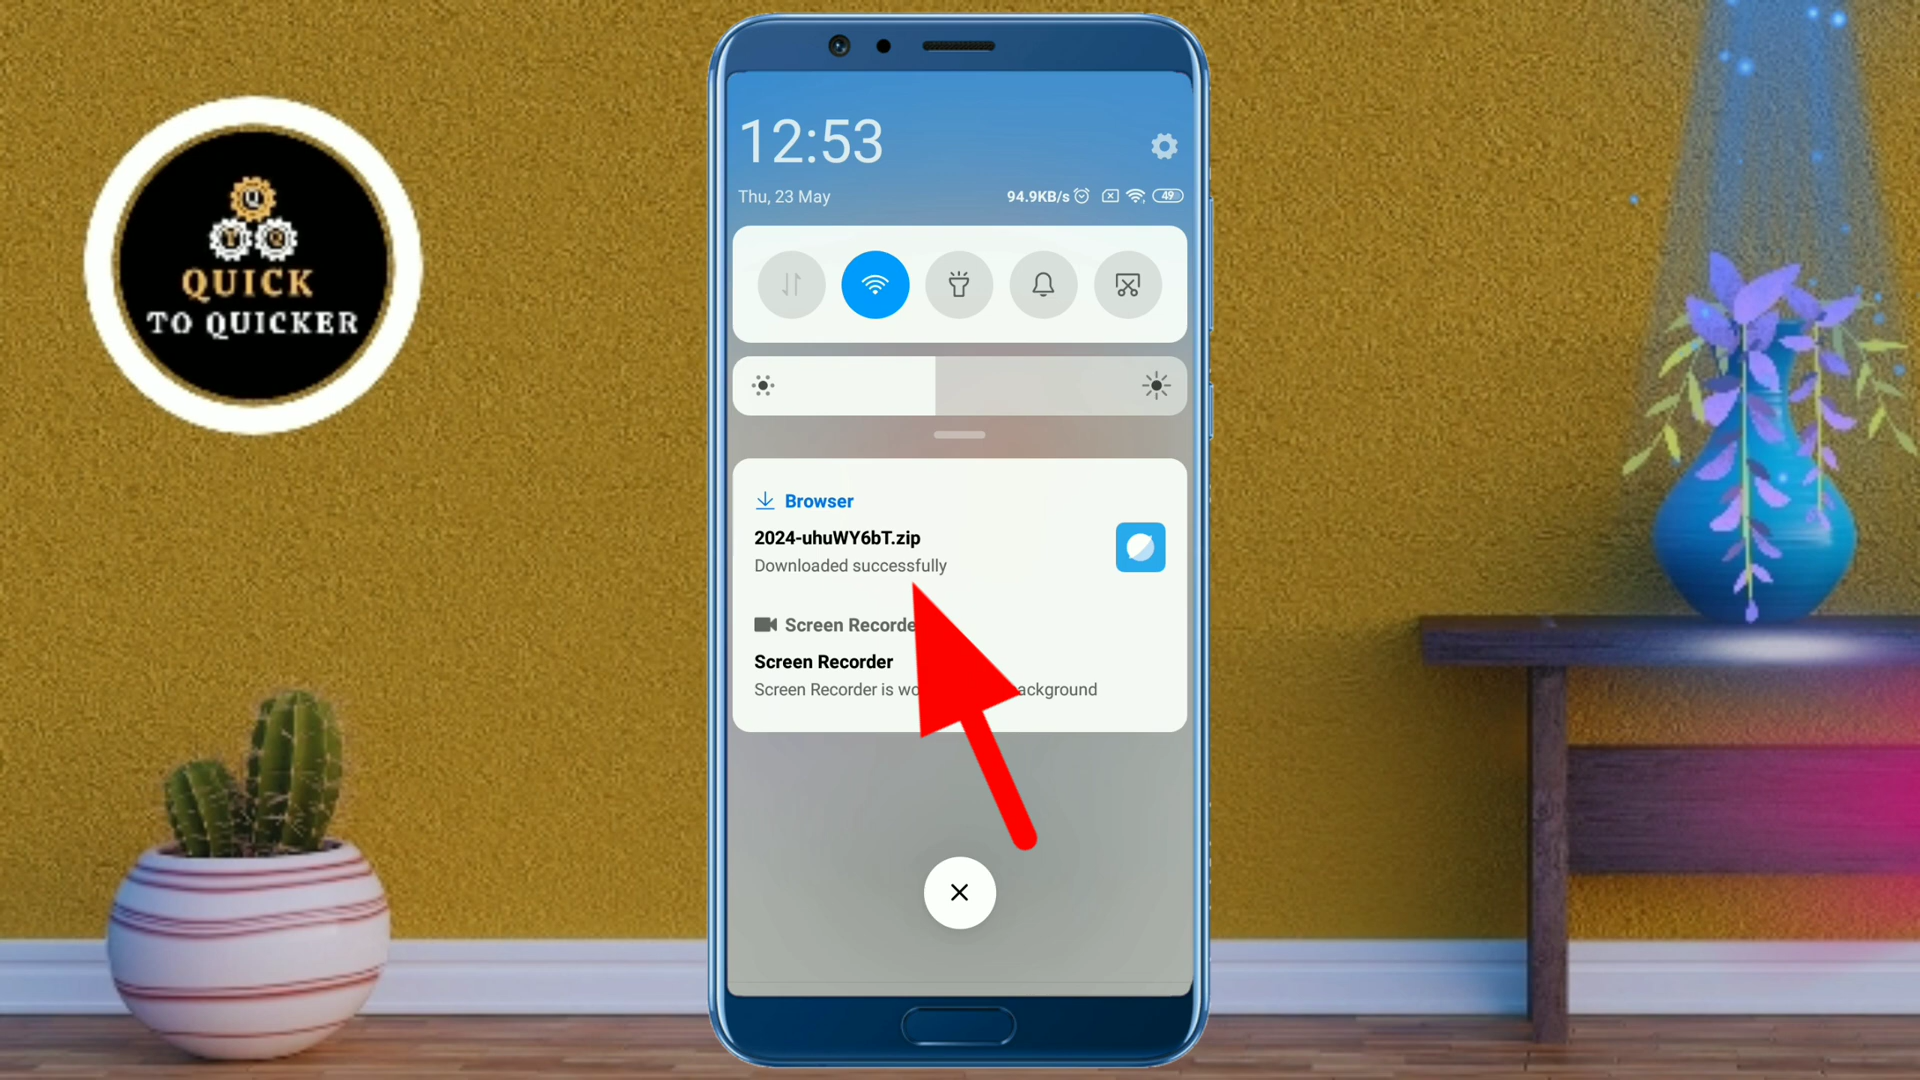 QUICK
TO QUICKER
12:53
Thu, 23 May
94.9KB/s
49
Browser
2024-uhuWY6bT.zip
Downloaded successfully
Screen Recorde
Screen Recorder
Screen Recorder is wo ackground